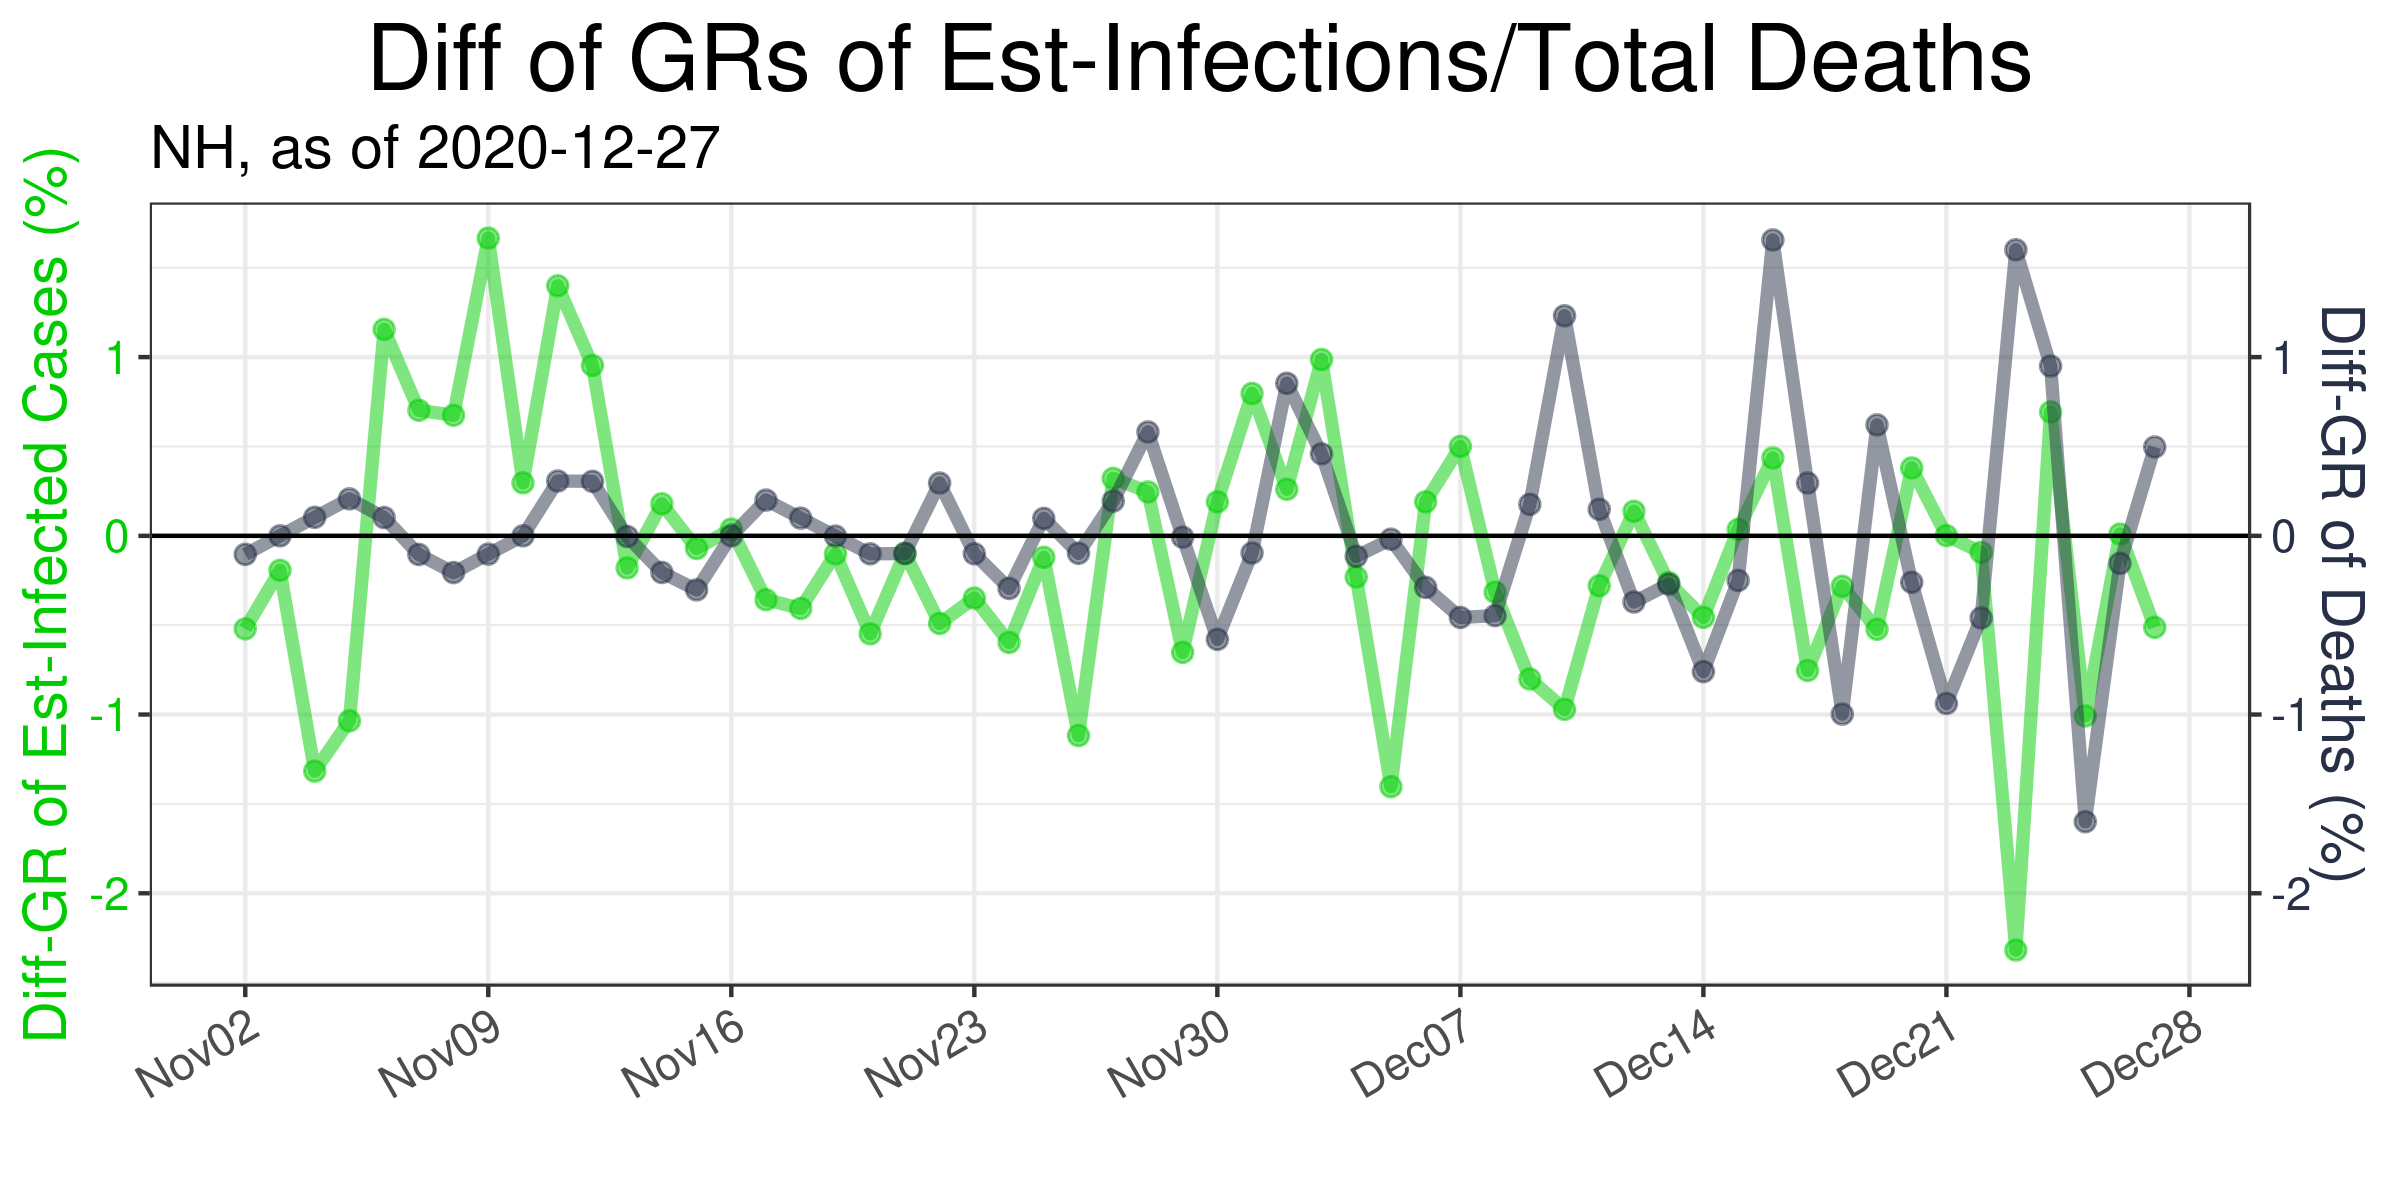 Diff of GRs of Est-Infections/Total Deaths
NH, as of 2020-12-27
Diff-GR of Est-Infected Cases (%)
1
0
-1
-2
1
0
-1
-2
Diff-GR of Deaths (%)
Nov02
Nov09
Nov16
Nov23
Nov30
Dec07
Dec14
Dec21
Dec28